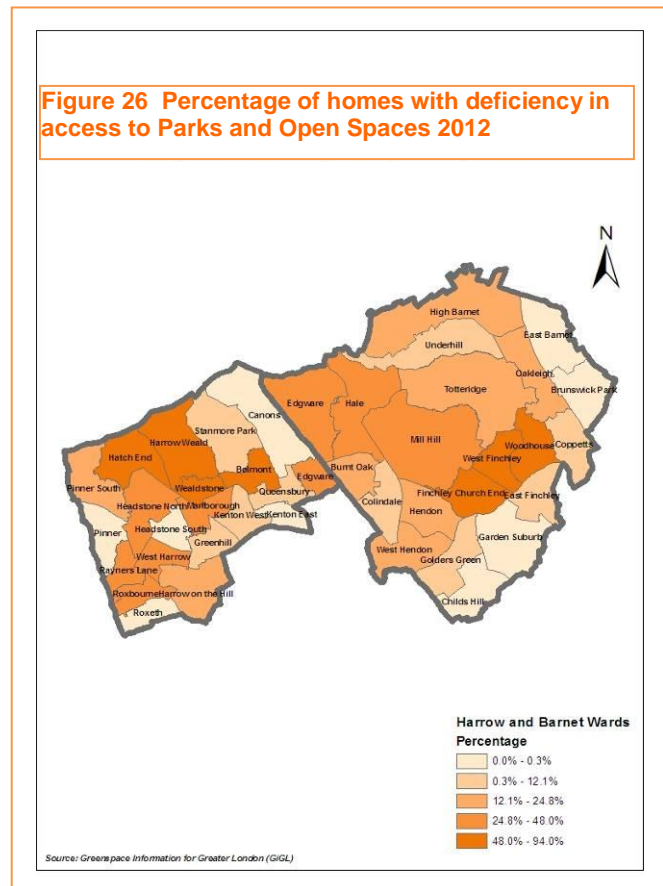 Figure 26 Percentage of homes with deficiency in
access to Parks and Open Spaces 2012
N
High Barnet
East Barnet
Underhill
Oakleigh
Totteridge
Brunswick Park
Edgware
Hale
Canons
Stanmore Park
Mill Hill
Woodhouse
Coppetts
Harrow Weald
West Finchley
Hatch End
Belmont
Burnt Oak
Edgware
Pinner South
Wealdstone
Queensbury
Colindale
Finchley Church End
East Finchley
Headstone North
Marlborough
Kenton West
Kenton East
Hendon
Pinner
Headstone South
Greenhill
Garden Suburb
West Harrow
West Hendon
Golders Green
Rayners Lane
Roxbourne
Harrow on the Hill
Childs Hill
Roxeth
Harrow and Barnet Wards
Percentage
0.0% - 0.3%
0.3% - 12.1%
12.1% - 24.8%
24.8% - 48.0%
48.0% - 94.0%
Source: Greenspace Information for Greater London (GiGL)